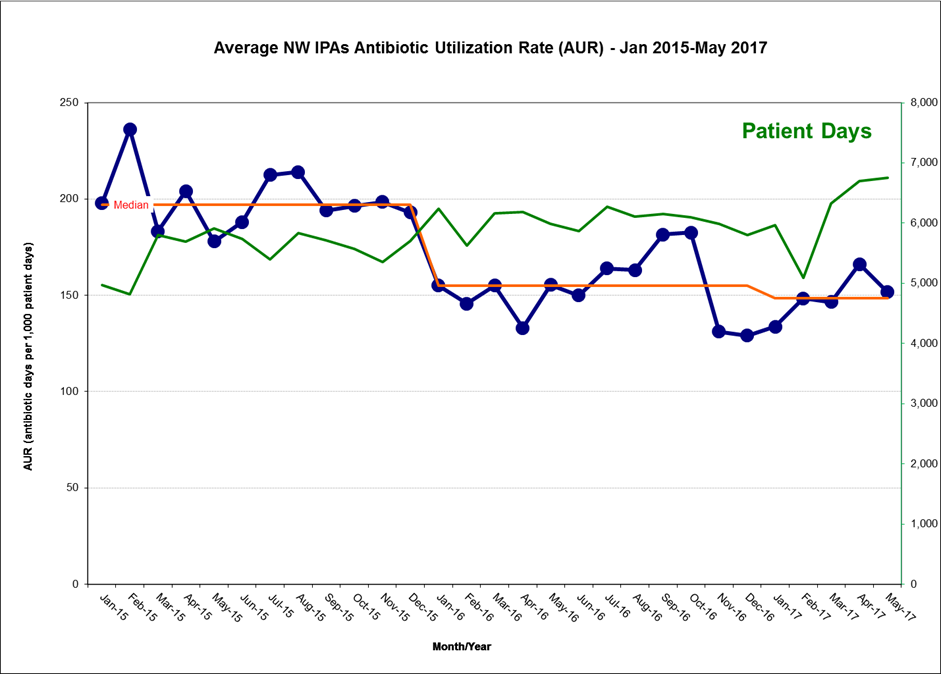 Average NW IPAs Antibiotic Utilization Rate (AUR) - Jan 2015-May 2017
250
200
150
100
50
0
AUR (antibiotic days per 1,000 patient days)
Median
Patient Days
8,000
7,000
6,000
5,000
4,000
3,000
2,000
1,000
0
Jan-15
Feb-15
Mar-15
Apr-15
May-15
Jun-15
Jul-15
Aug-15
Sep-15
Oct-15
Nov-15
Dec-15
Jan-16
Feb-16
Mar-16
Apr-16
May-16
Jun-16
Jul-16
Aug-16
Sep-16
Oct-16
Nov-16
Dec-16
Jan-17
Feb-17
Mar-17
Apr-17
May-17
Month/Year